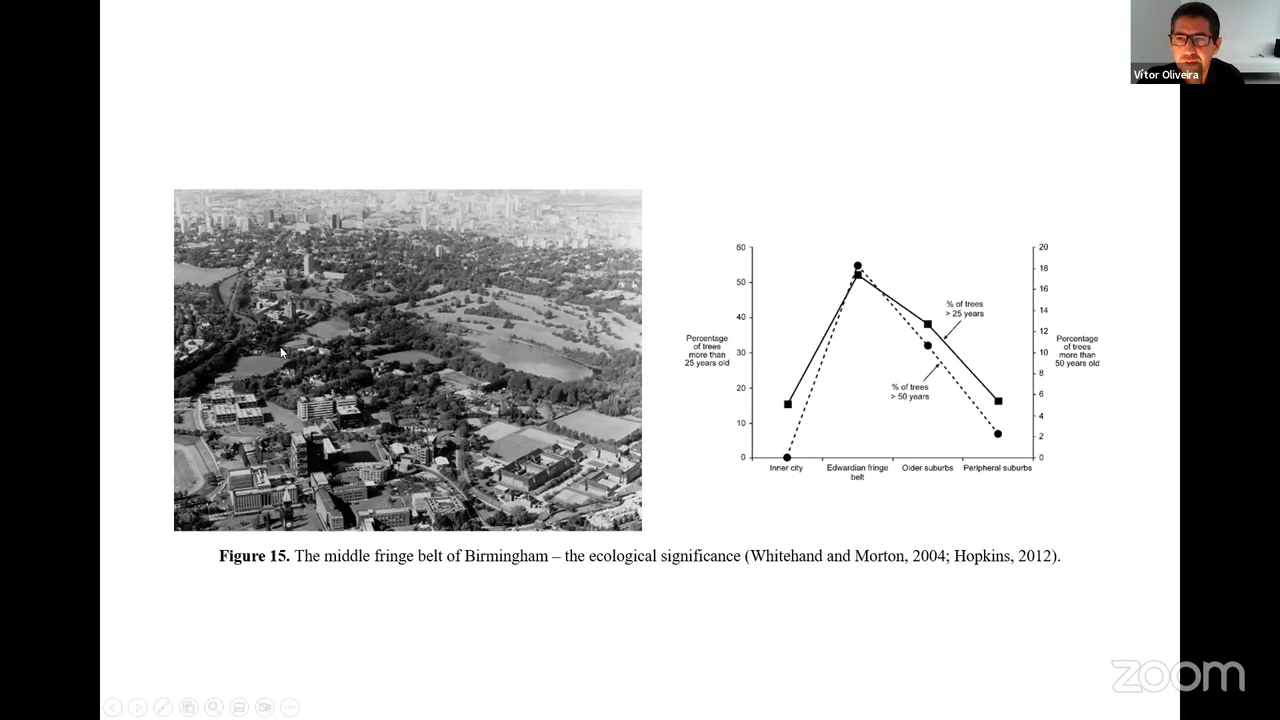 Vítor Oliveira
60
50
40
30
20
10
0
Percentage
of trees
more than
25 years old
% of trees
> 25 years
% of trees
> 50 years
20
18
16
14
12
10
8
6
4
2
0
Percentage
of trees
more than
50 years old
Inner city
Edwardian fringe
belt
Older suburbs
Peripheral suburbs
Figure 15. The middle fringe belt of Birmingham – the ecological significance (Whitehand and Morton, 2004; Hopkins, 2012).
zoom